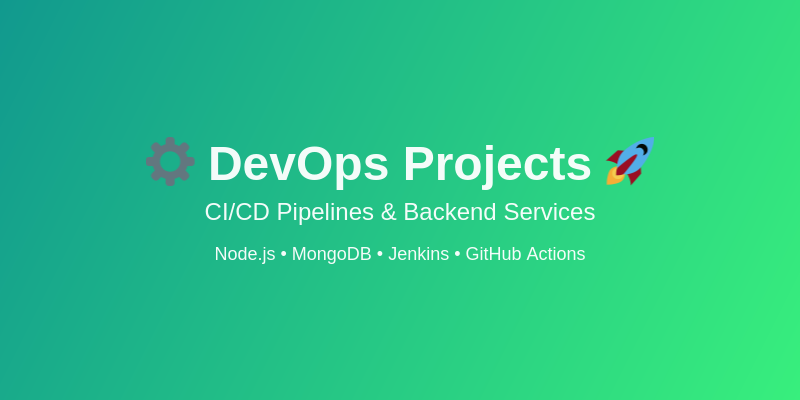 ⚙️ DevOps Projects 🚀
CI/CD Pipelines & Backend Services
Node.js • MongoDB • Jenkins • GitHub Actions